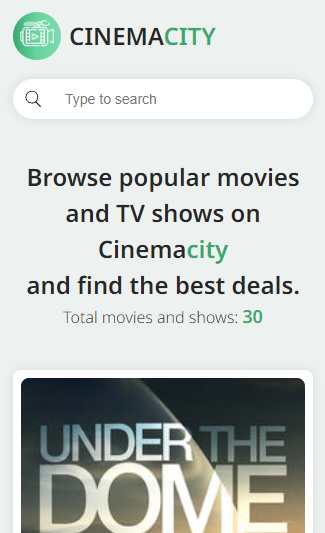 CINEMACITY
Type to search
Browse popular movies
and TV shows on
Cinemacity
and find the best deals.
Total movies and shows: 30
UNDER THE
DOME